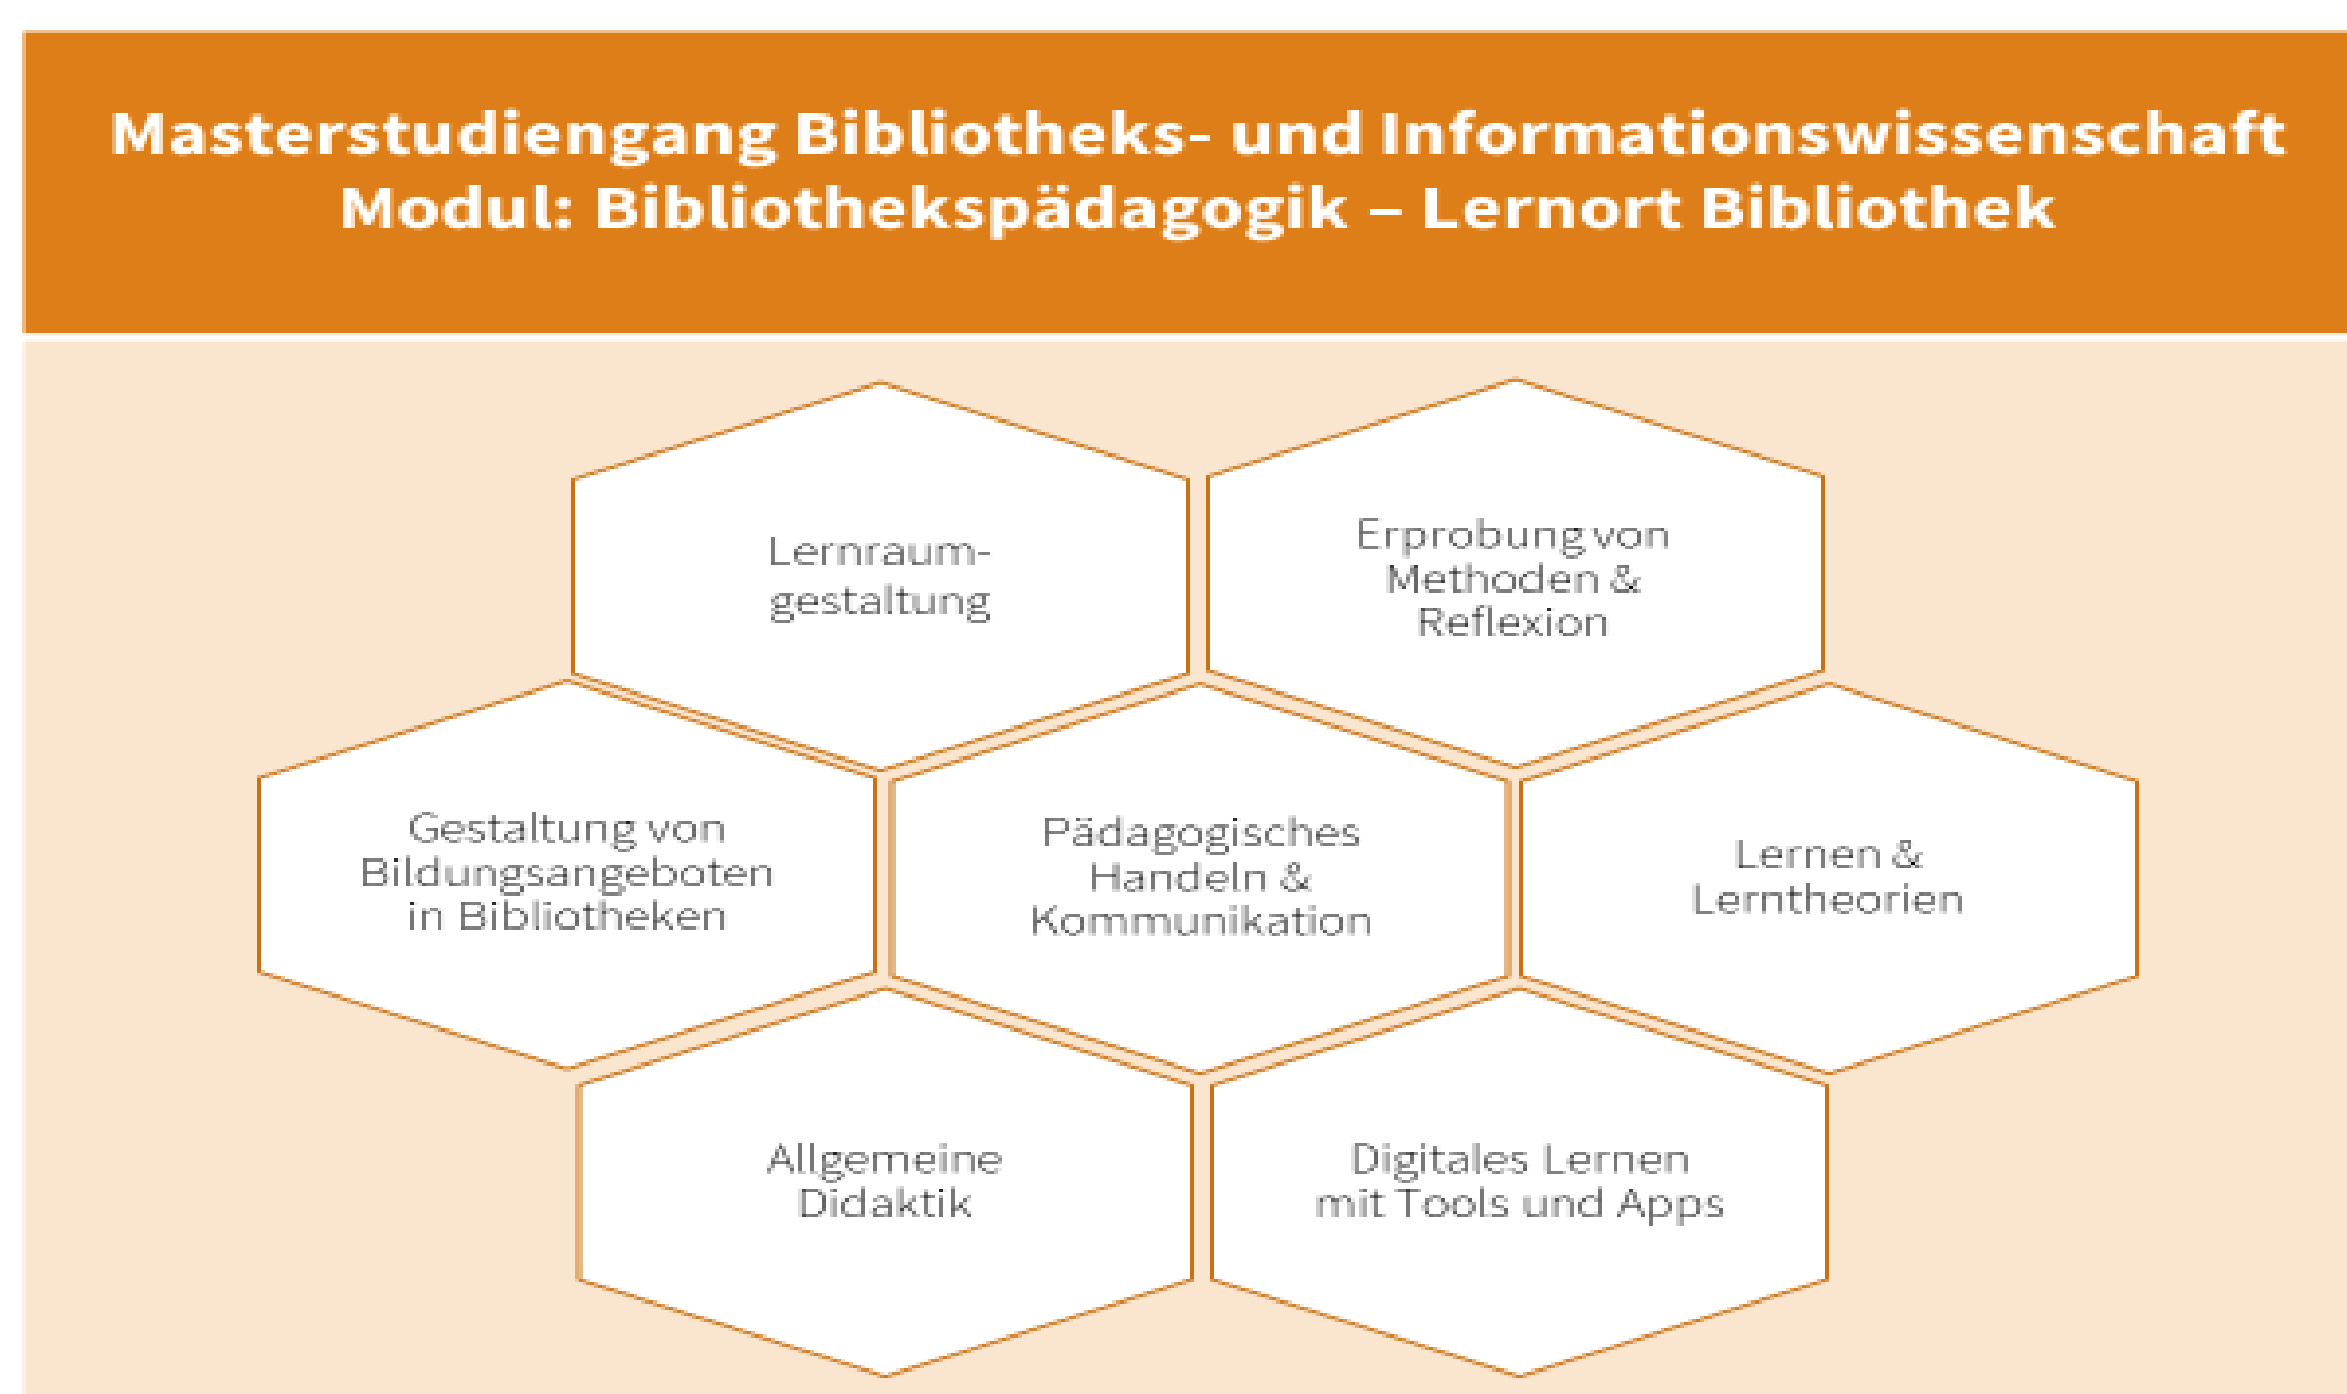 Masterstudiengang Bibliotheks- und Informationswissenschaft
Modul: Bibliothekspädagogik – Lernort Bibliothek
Lernraum-
gestaltung
Erprobung von
Methoden &
Reflexion
Gestaltung von
Bildungsangeboten
in Bibliotheken
Pädagogisches
Handeln &
Kommunikation
Lernen &
Lerntheorien
Allgemeine
Didaktik
Digitales Lernen
mit Tools und Apps